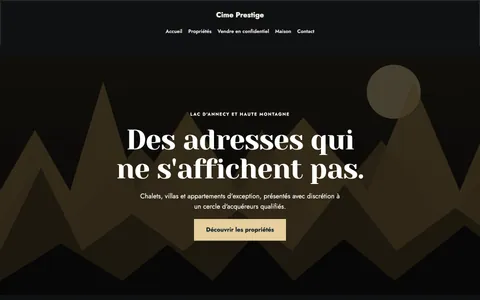 Cime Prestige
Accueil Propriétés Vendre en confidentiel Maison Contact
LAC D'ANNECY ET HAUTE MONTAGNE
Des adresses qui
ne s'affichent pas.
Chalets, villas et appartements d'exception, présentés avec discrétion à
un cercle d'acquéreurs qualifiés.
Découvrir les propriétés